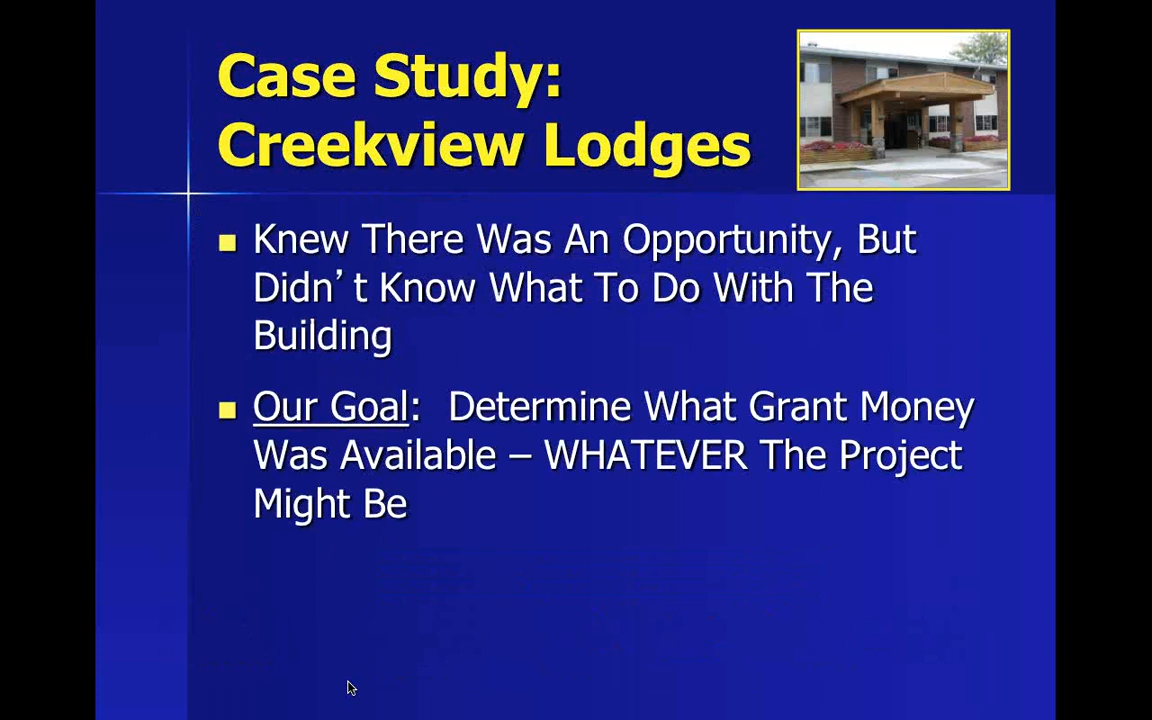 Case Study:
Creekview Lodges
Knew There Was An Opportunity, But
Didn’t Know What To Do With The
Building
Our Goal:  Determine What Grant Money
Was Available – WHATEVER The Project
Might Be